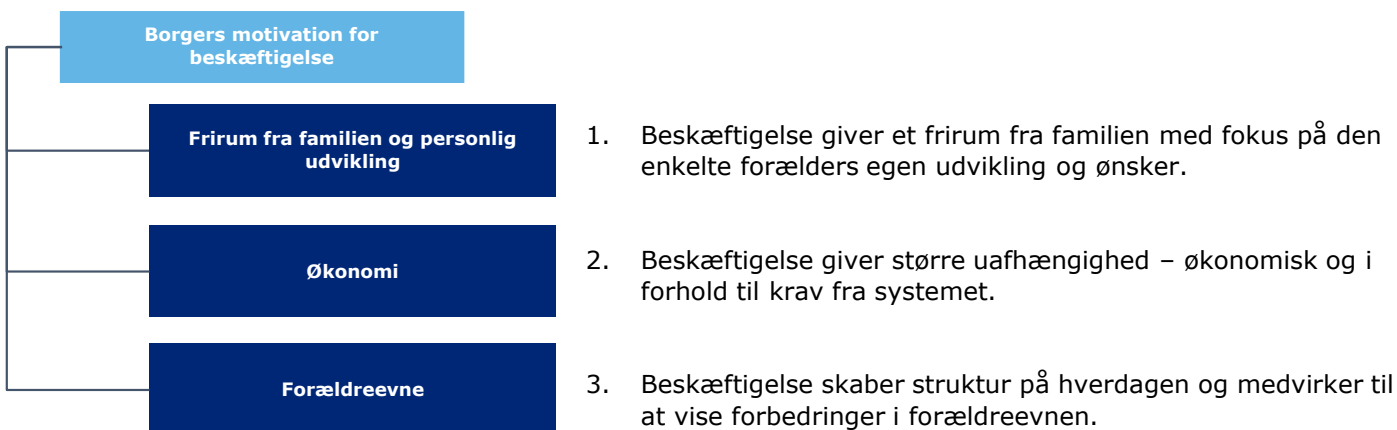 Borgers motivation for
beskæftigelse
Frirum fra familien og personlig
udvikling
1. Beskæftigelse giver et frirum fra familien med fokus på den
enkelte forælders egen udvikling og ønsker.
Økonomi
2. Beskæftigelse giver større uafhængighed – økonomisk og i
forhold til krav fra systemet.
Forældreevne
3. Beskæftigelse skaber struktur på hverdagen og medvirker til
at vise forbedringer i forældreevnen.